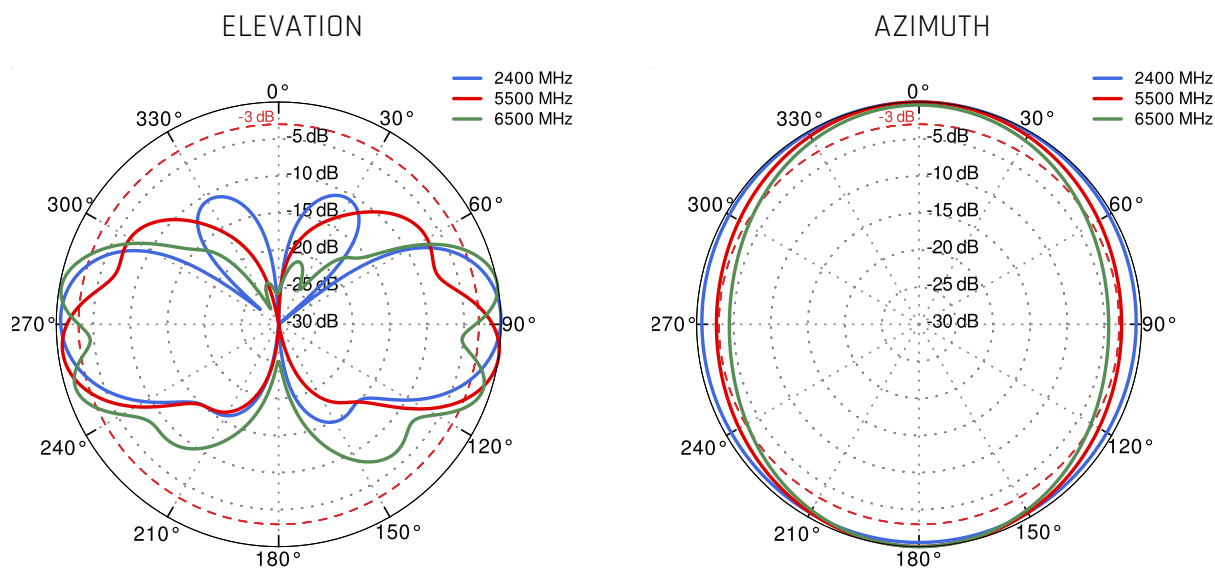 ELEVATION
2400 MHz
5500 MHz
6500 MHz
0°
330°
-3 dB
30°
-5 dB
-10 dB
300°
-15 dB
60°
-20 dB
-25 dB
270°
-30 dB
90°
240°
120°
210°
150°
180°
AZIMUTH
2400 MHz
5500 MHz
6500 MHz
0°
330°
-3 dB
30°
-5 dB
-10 dB
300°
-15 dB
60°
-20 dB
-25 dB
270°
-30 dB
90°
240°
120°
210°
150°
180°